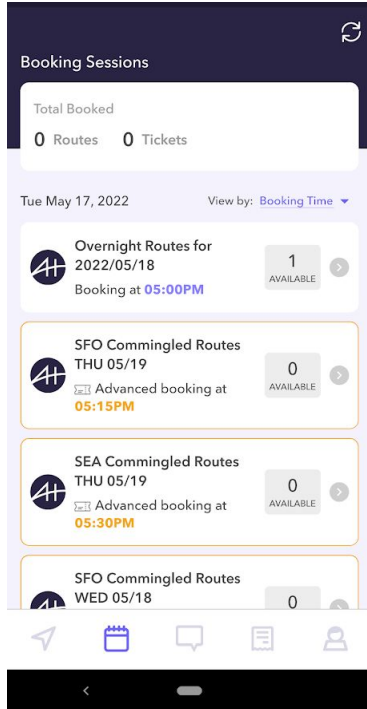 Booking Sessions
Total Booked
0 Routes 0 Tickets
Tue May 17, 2022 View by: Booking Time
Overnight Routes for
2022/05/18
Booking at 05:00PM
1
AVAILABLE
SFO Commingled Routes
THU 05/19
Advanced booking at
05:15PM
0
AVAILABLE
SEA Commingled Routes
THU 05/19
Advanced booking at
05:30PM
0
AVAILABLE
SFO Commingled Routes
WED 05/18
0